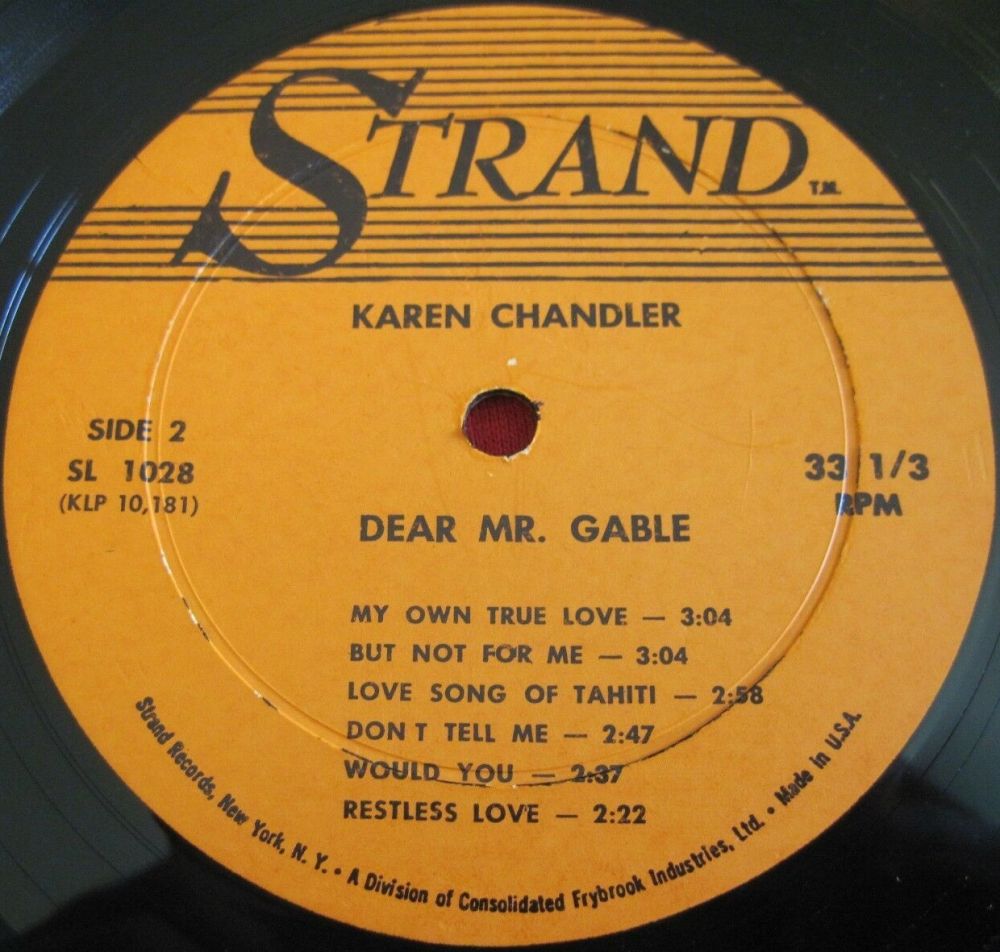 STRAND T.M.
KAREN CHANDLER
SIDE 2
SL 1028
(KLP 10,181)
33 1/3
RPM
DEAR MR. GABLE
MY OWN TRUE LOVE — 3:04
BUT NOT FOR ME — 3:04
LOVE SONG OF TAHITI — 2:58
DON T TELL ME — 2:47
WOULD YOU — 2:37
RESTLESS LOVE — 2:22
Strand Records, New York, N. Y. • A Division of Consolidated Frybrook Industries, Ltd. • Made in U.S.A.